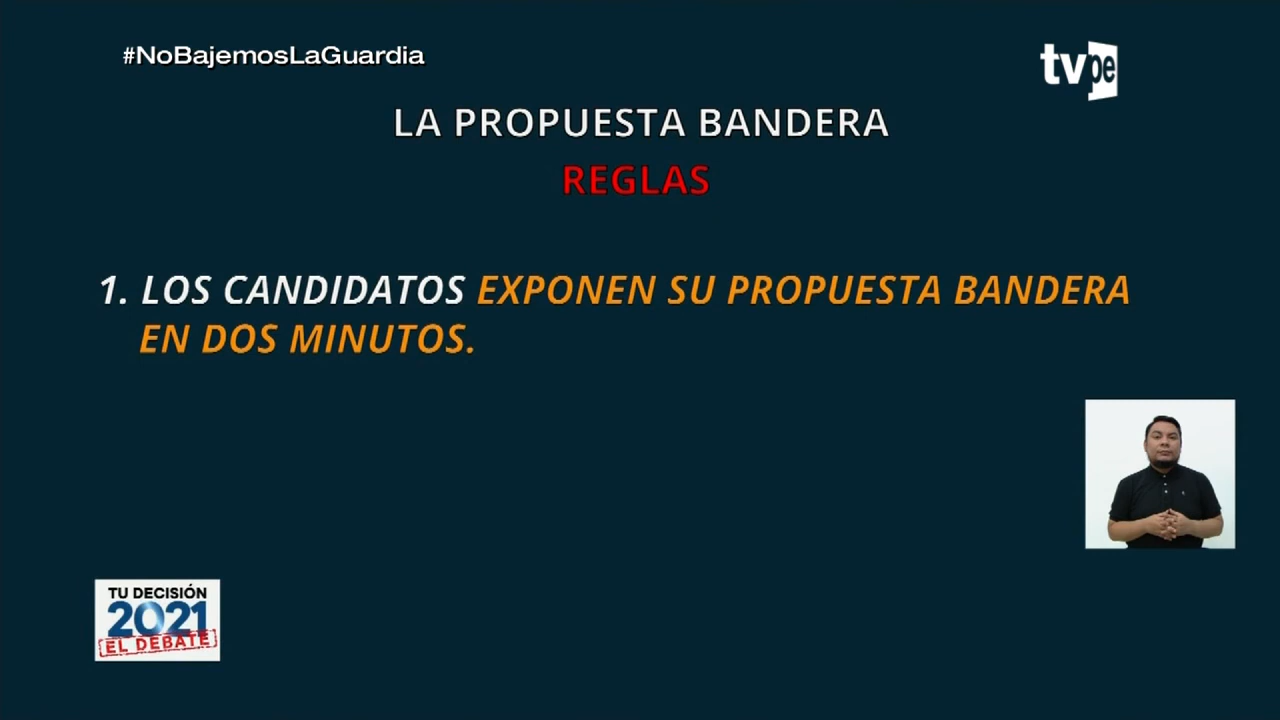 #NoBajemosLaGuardia
tvpe
LA PROPUESTA BANDERA
REGLAS
1. LOS CANDIDATOS EXPONEN SU PROPUESTA BANDERA
EN DOS MINUTOS.
TU DECISIÓN
2021
EL DEBATE